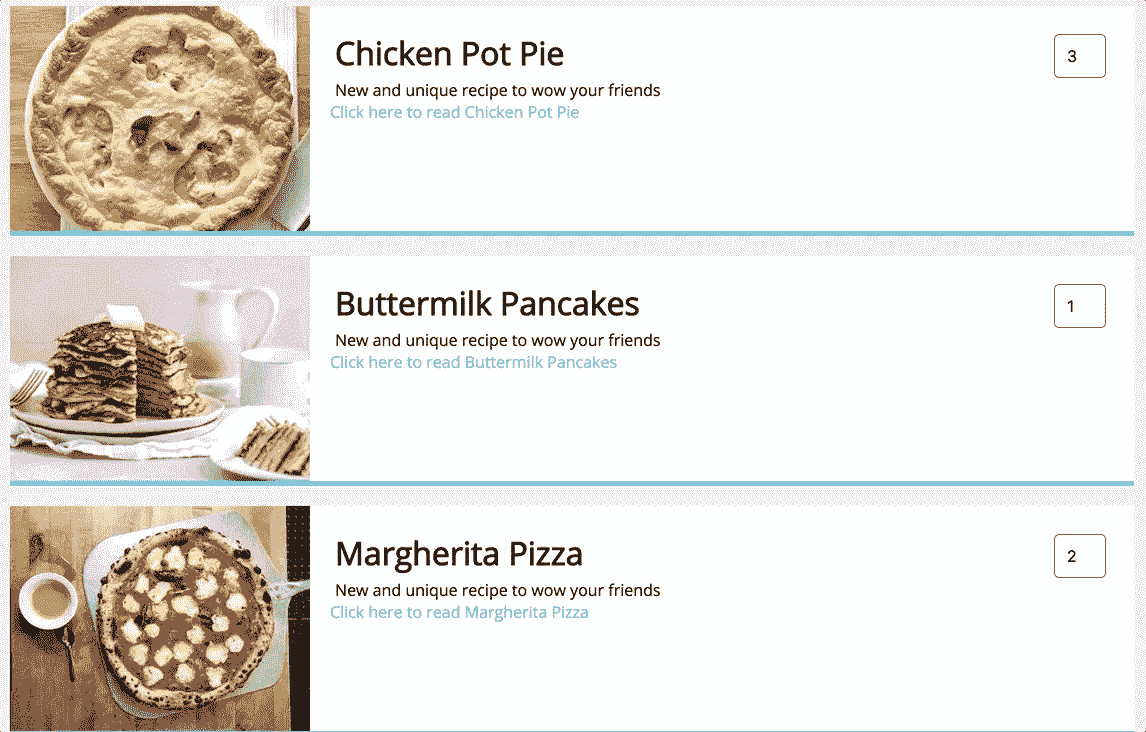 Chicken Pot Pie
3
New and unique recipe to wow your friends
Click here to read Chicken Pot Pie
Buttermilk Pancakes
1
New and unique recipe to wow your friends
Click here to read Buttermilk Pancakes
Margherita Pizza
2
New and unique recipe to wow your friends
Click here to read Margherita Pizza